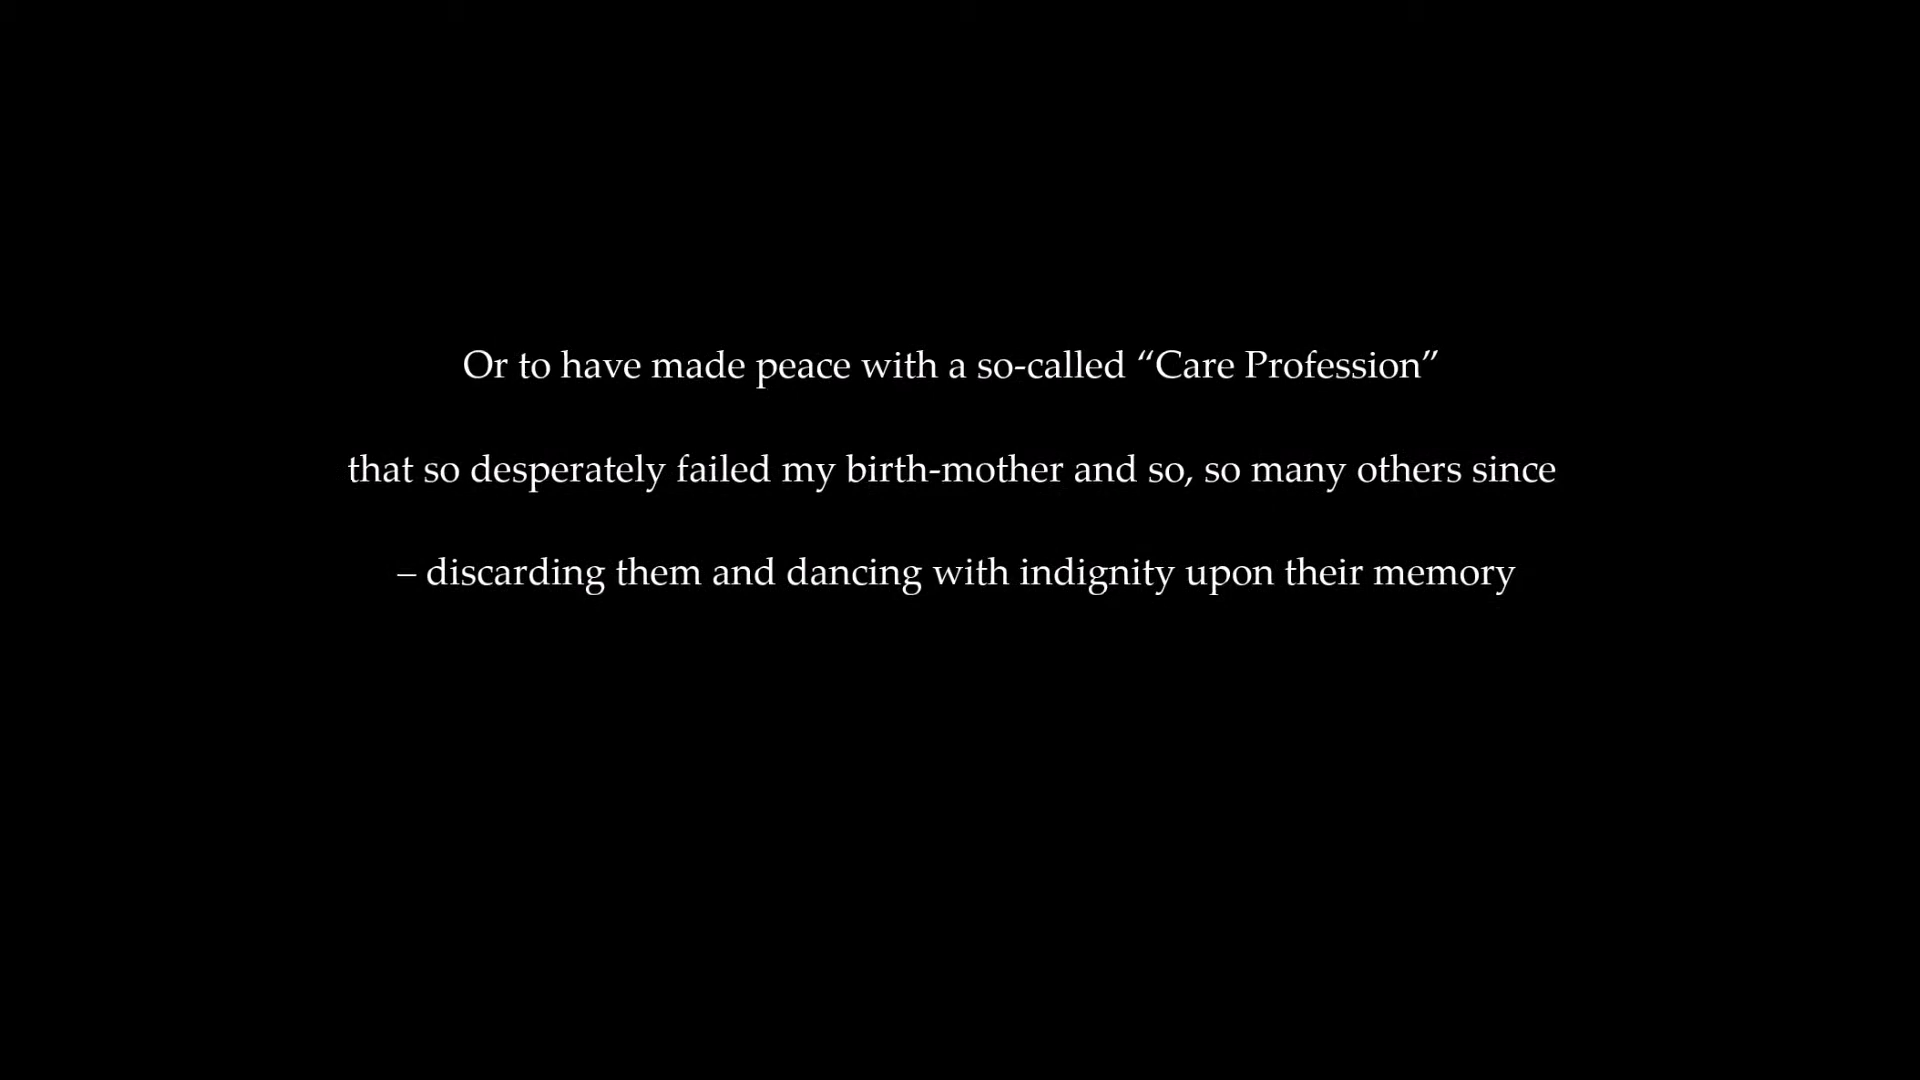 Or to have made peace with a so-called “Care Profession”
that so desperately failed my birth-mother and so, so many others since
– discarding them and dancing with indignity upon their memory